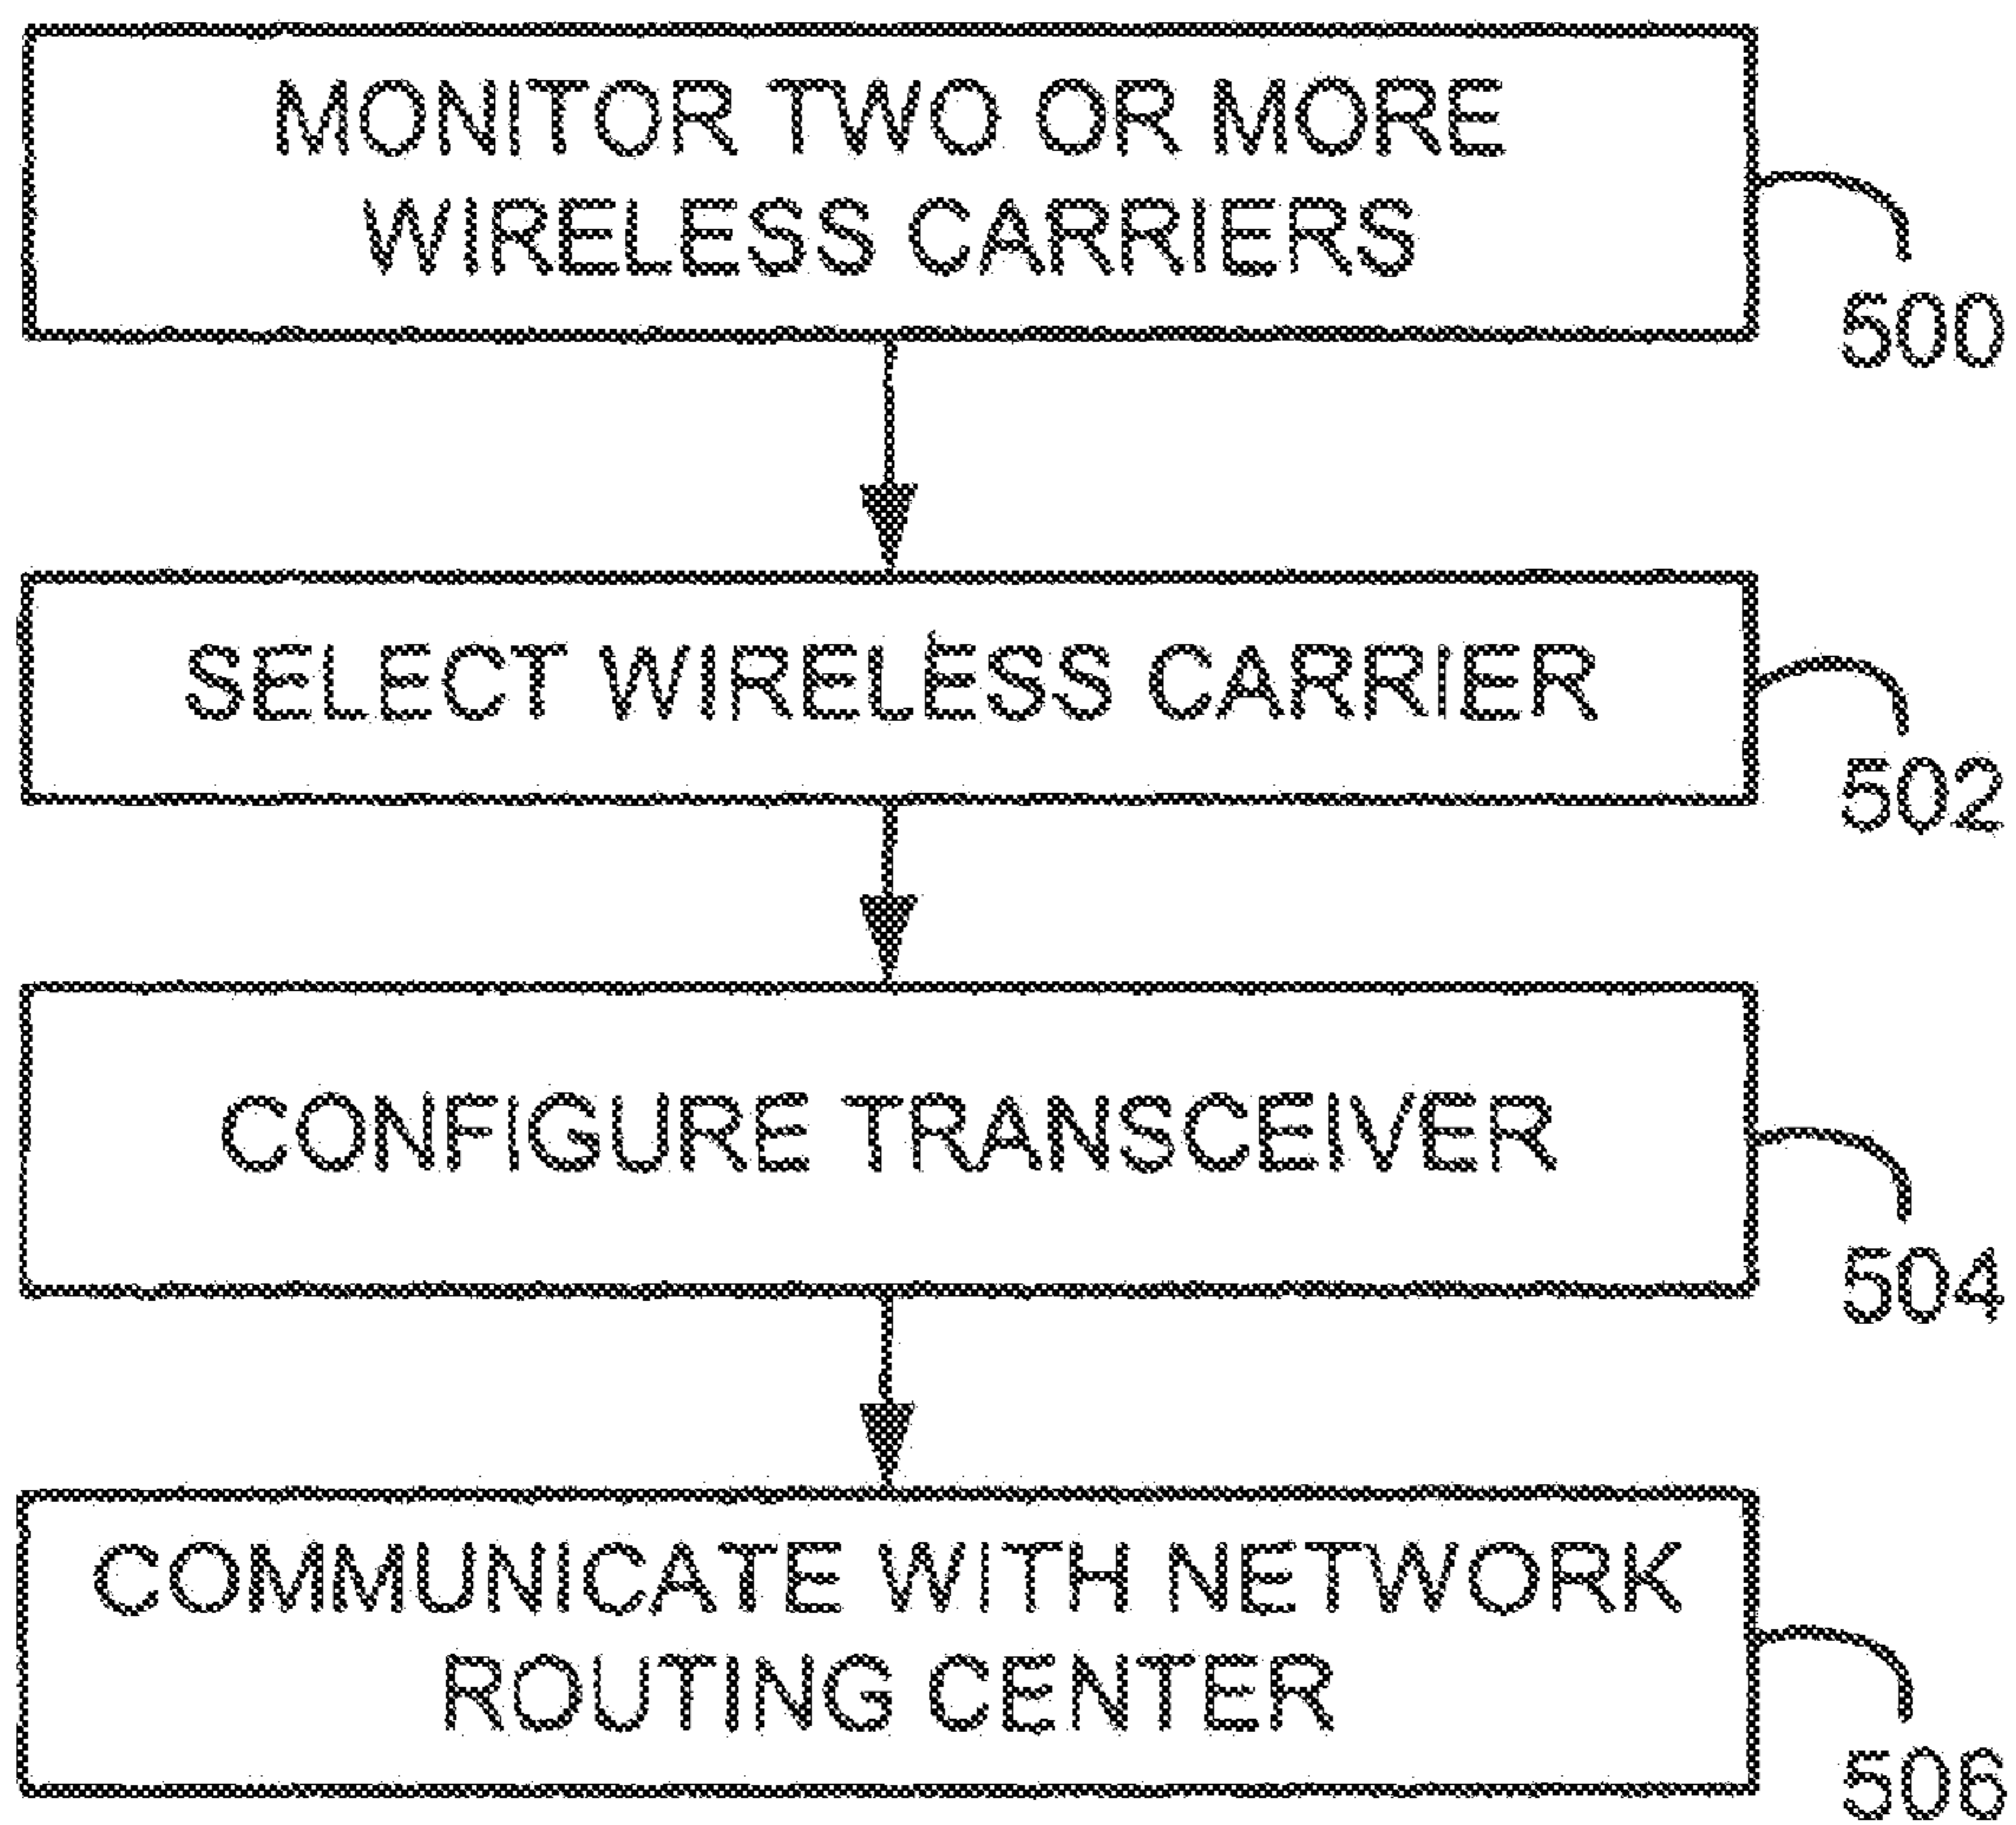 MONITOR TWO OR MORE
WIRELESS CARRIERS
500
SELECT WIRELESS CARRIER
502
CONFIGURE TRANSCEIVER
504
COMMUNICATE WITH NETWORK
ROUTING CENTER
506